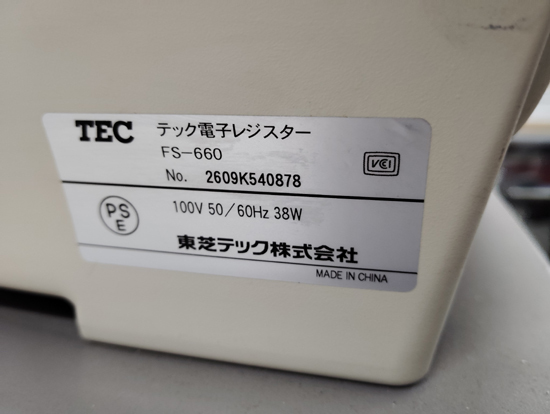 TEC テック電子レジスター
FS-660
No. 2609K540878
VCI
PS
E
100V 50/60Hz 38W
東芝テック株式会社
MADE IN CHINA